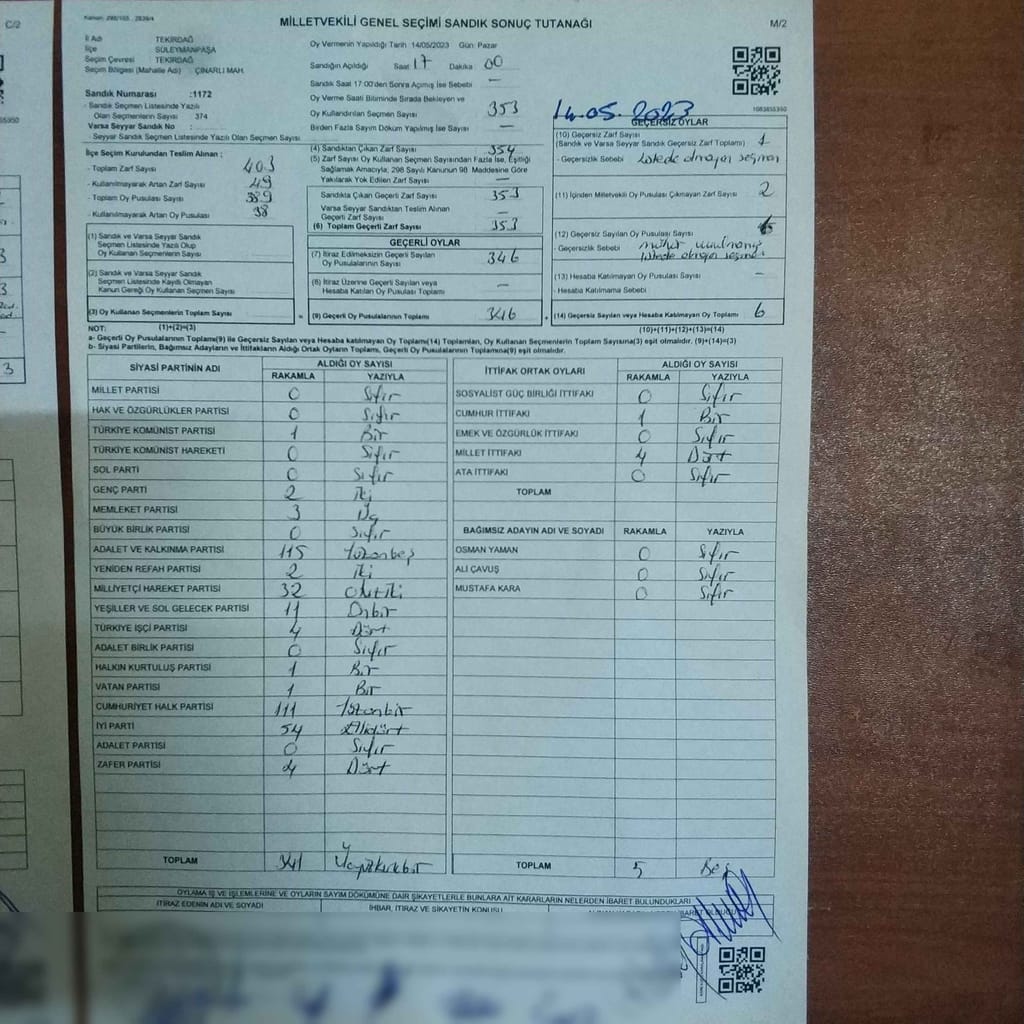 C/2
Kanun: 298/105, 2839/4
MİLLETVEKİLİ GENEL SEÇİMİ SANDIK SONUÇ TUTANAĞI
M/2
İl Adı TEKİRDAĞ
İlçe SÜLEYMANPAŞA
Seçim Çevresi TEKİRDAĞ
Seçim Bölgesi (Mahalle Adı) ÇINARLI MAH.
Sandık Numarası :1172
- Sandık Seçmen Listesinde Yazılı
Olan Seçmenlerin Sayısı 374
Varsa Seyyar Sandık No :
- Seyyar Sandık Seçmen Listesinde Yazılı Olan Seçmen Sayısı
Oy Vermenin Yapıldığı Tarih 14/05/2023 Gün: Pazar
Sandığın Açıldığı Saat 17 Dakika 00
Sandık Saat 17:00'den Sonra Açılmış İse Sebebi —
Oy Verme Saati Bitiminde Sırada Bekleyen ve
Oy Kullandırılan Seçmen Sayısı 353
Birden Fazla Sayım Döküm Yapılmış İse Sayısı —
14.05.2023
İlçe Seçim Kurulundan Teslim Alınan :
- Toplam Zarf Sayısı 403
- Kullanılmayarak Artan Zarf Sayısı 49
- Toplam Oy Pusulası Sayısı 389
- Kullanılmayarak Artan Oy Pusulası 38
(4) Sandıktan Çıkan Zarf Sayısı 354
(5) Zarf Sayısı Oy Kullanan Seçmen Sayısından Fazla İse, Eşitliği
Sağlamak Amacıyla, 298 Sayılı Kanunun 98. Maddesine Göre
Yakılarak Yok Edilen Zarf Sayısı —
Sandıkta Çıkan Geçerli Zarf Sayısı 353
Varsa Seyyar Sandıktan Teslim Alınan
Geçerli Zarf Sayısı —
(6) Toplam Geçerli Zarf Sayısı 353
GEÇERSİZ OYLAR
(10) Geçersiz Zarf Sayısı
(Sandık ve Varsa Seyyar Sandık Geçersiz Zarf Toplamı) 1
- Geçersizlik Sebebi Listede olmayan seçmen
(11) İçinden Milletvekili Oy Pusulası Çıkmayan Zarf Sayısı 2
(12) Geçersiz Sayılan Oy Pusulası Sayısı
- Geçersizlik Sebebi
(13) Hesaba Katılmayan Oy Pusulası Sayısı —
- Hesaba Katılmama Sebebi
(14) Geçersiz Sayılan veya Hesaba Katılmayan Oy Toplamı 6
(10)+(11)+(12)+(13)=(14)
(1) Sandık ve Varsa Seyyar Sandık
Seçmen Listesinde Yazılı Olup
Oy Kullanan Seçmenlerin Sayısı
(2) Sandık ve Varsa Seyyar Sandık
Seçmen Listesinde Kaydı Olmayan
Kanun Gereği Oy Kullanan Seçmen Sayısı
(3) Oy Kullanan Seçmenlerin Toplam Sayısı
GEÇERLİ OYLAR
(7) İtiraz Edilmeksizin Geçerli Sayılan
Oy Pusulalarının Sayısı 346
(8) İtiraz Üzerine Geçerli Sayılan veya
Hesaba Katılan Oy Pusulası Toplamı —
= (9) Geçerli Oy Pusulalarının Toplamı 346 +
NOT: (1)+(2)=(3)
a- Geçerli Oy Pusulalarının Toplamı(9) ile Geçersiz Sayılan veya Hesaba Katılmayan Oy Toplamı(14) Toplamları, Oy Kullanan Seçmenlerin Toplam Sayısına(3) eşit olmalıdır. (9)+(14)=(3)
b- Siyasi Partilerin, Bağımsız Adayların ve İttifakların Aldığı Ortak Oyların Toplamı, Geçerli Oy Pusulalarının Toplamına(9) eşit olmalıdır.
SİYASİ PARTİNİN ADI ALDIĞI OY SAYISI
RAKAMLA YAZIYLA
MİLLET PARTİSİ 0 Sıfır
HAK VE ÖZGÜRLÜKLER PARTİSİ 0 Sıfır
TÜRKİYE KOMÜNİST PARTİSİ 1 Bir
TÜRKİYE KOMÜNİST HAREKETİ 0 Sıfır
SOL PARTİ 0 Sıfır
GENÇ PARTİ 2 İki
MEMLEKET PARTİSİ 3 Üç
BÜYÜK BİRLİK PARTİSİ 0 Sıfır
ADALET VE KALKINMA PARTİSİ 115 Yüzonbeş
YENİDEN REFAH PARTİSİ 2 İki
MİLLİYETÇİ HAREKET PARTİSİ 32 Otuziki
YEŞİLLER VE SOL GELECEK PARTİSİ 11 Onbir
TÜRKİYE İŞÇİ PARTİSİ 4 Dört
ADALET BİRLİK PARTİSİ 0 Sıfır
HALKIN KURTULUŞ PARTİSİ 1 Bir
VATAN PARTİSİ 1 Bir
CUMHURİYET HALK PARTİSİ 111 Yüzonbir
İYİ PARTİ 54 Ellidört
ADALET PARTİSİ 0 Sıfır
ZAFER PARTİSİ 4 Dört
TOPLAM 341 Üçyüzkırkbir
İTTİFAK ORTAK OYLARI ALDIĞI OY SAYISI
RAKAMLA YAZIYLA
SOSYALİST GÜÇ BİRLİĞİ İTTİFAKI 0 Sıfır
CUMHUR İTTİFAKI 1 Bir
EMEK VE ÖZGÜRLÜK İTTİFAKI 0 Sıfır
MİLLET İTTİFAKI 4 Dört
ATA İTTİFAKI 0 Sıfır
TOPLAM
BAĞIMSIZ ADAYIN ADI VE SOYADI RAKAMLA YAZIYLA
OSMAN YAMAN 0 Sıfır
ALİ ÇAVUŞ 0 Sıfır
MUSTAFA KARA 0 Sıfır
TOPLAM 5 Beş
OYLAMA İŞ VE İŞLEMLERİNE VE OYLARIN SAYIM DÖKÜMÜNE DAİR ŞİKAYETLERLE BUNLARA AİT KARARLARIN NELERDEN İBARET BULUNDUKLARI
İTİRAZ EDENİN ADI VE SOYADI İHBAR, İTİRAZ VE ŞİKAYETİN KONUSU